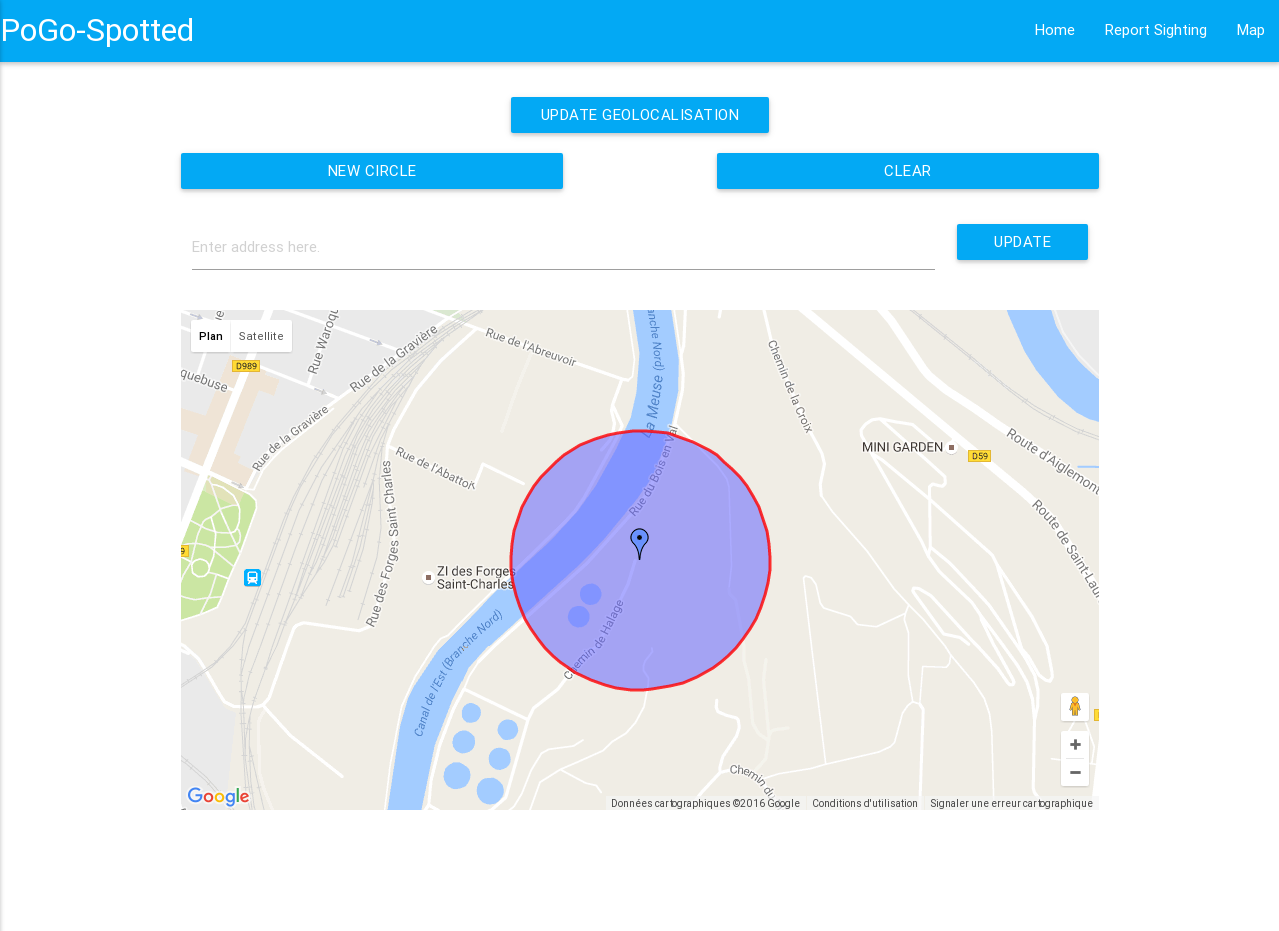 PoGo-Spotted
Home
Report Sighting
Map
UPDATE GEOLOCALISATION
NEW CIRCLE
CLEAR
Enter address here.
UPDATE
Plan
Satellite
D989
Rue Waroqu
quebuse
Rue de la Gravière
Rue de la Gravière
Rue de l'Abreuvoir
Rue de l'Abattoir
Rue des Forges Saint Charles
ranche Nord)
La Meuse
Rue du Bois en Val
Chemin de la Croix
MINI GARDEN
D59
Route d'Aiglemont
Route de Saint-Lau
ZI des Forges
Saint-Charles
Chemin de Halage
Canal de l'Est (Branche Nord)
Chemin du
Google
Données cartographiques ©2016 Google
Conditions d'utilisation
Signaler une erreur cartographique